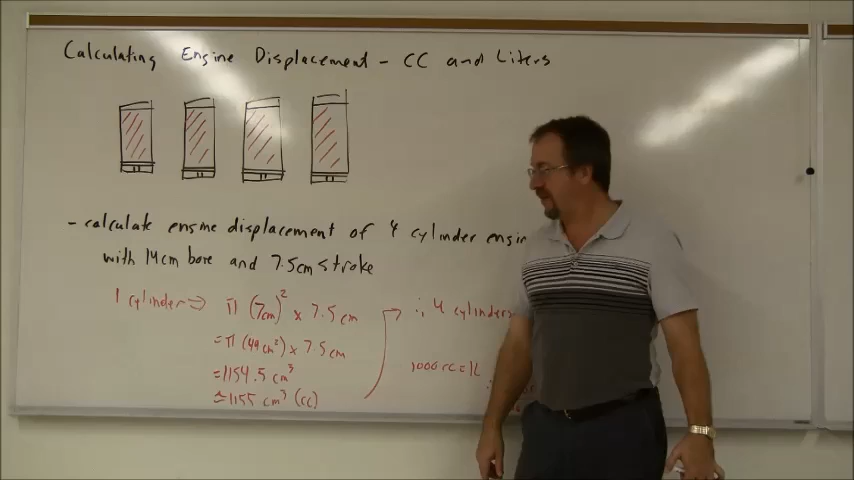 Calculating Engine Displacement - CC and Liters
- calculate engine displacement of 4 cylinder engin
with 14cm bore and 7.5cm stroke
1 cylinder => π (7cm)² x 7.5 cm
= π (49 cm²) x 7.5 cm
= 1154.5 cm³
≈ 1155 cm³ (cc)
∴ 4 cylinders
1000 cc = 1L